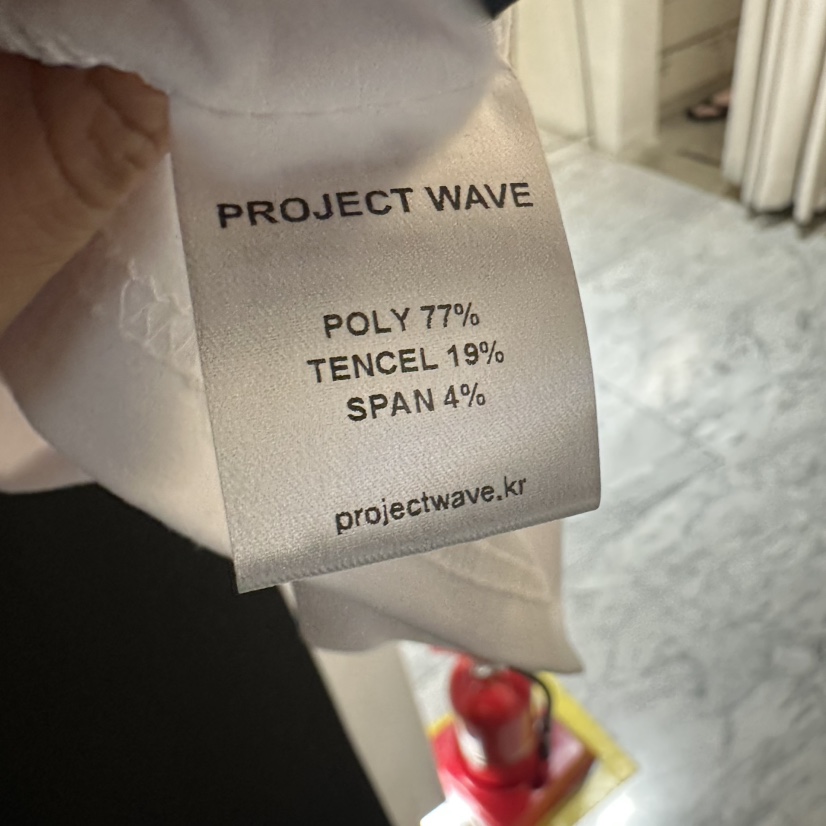 PROJECT WAVE
POLY 77%
TENCEL 19%
SPAN 4%
projectwave.kr